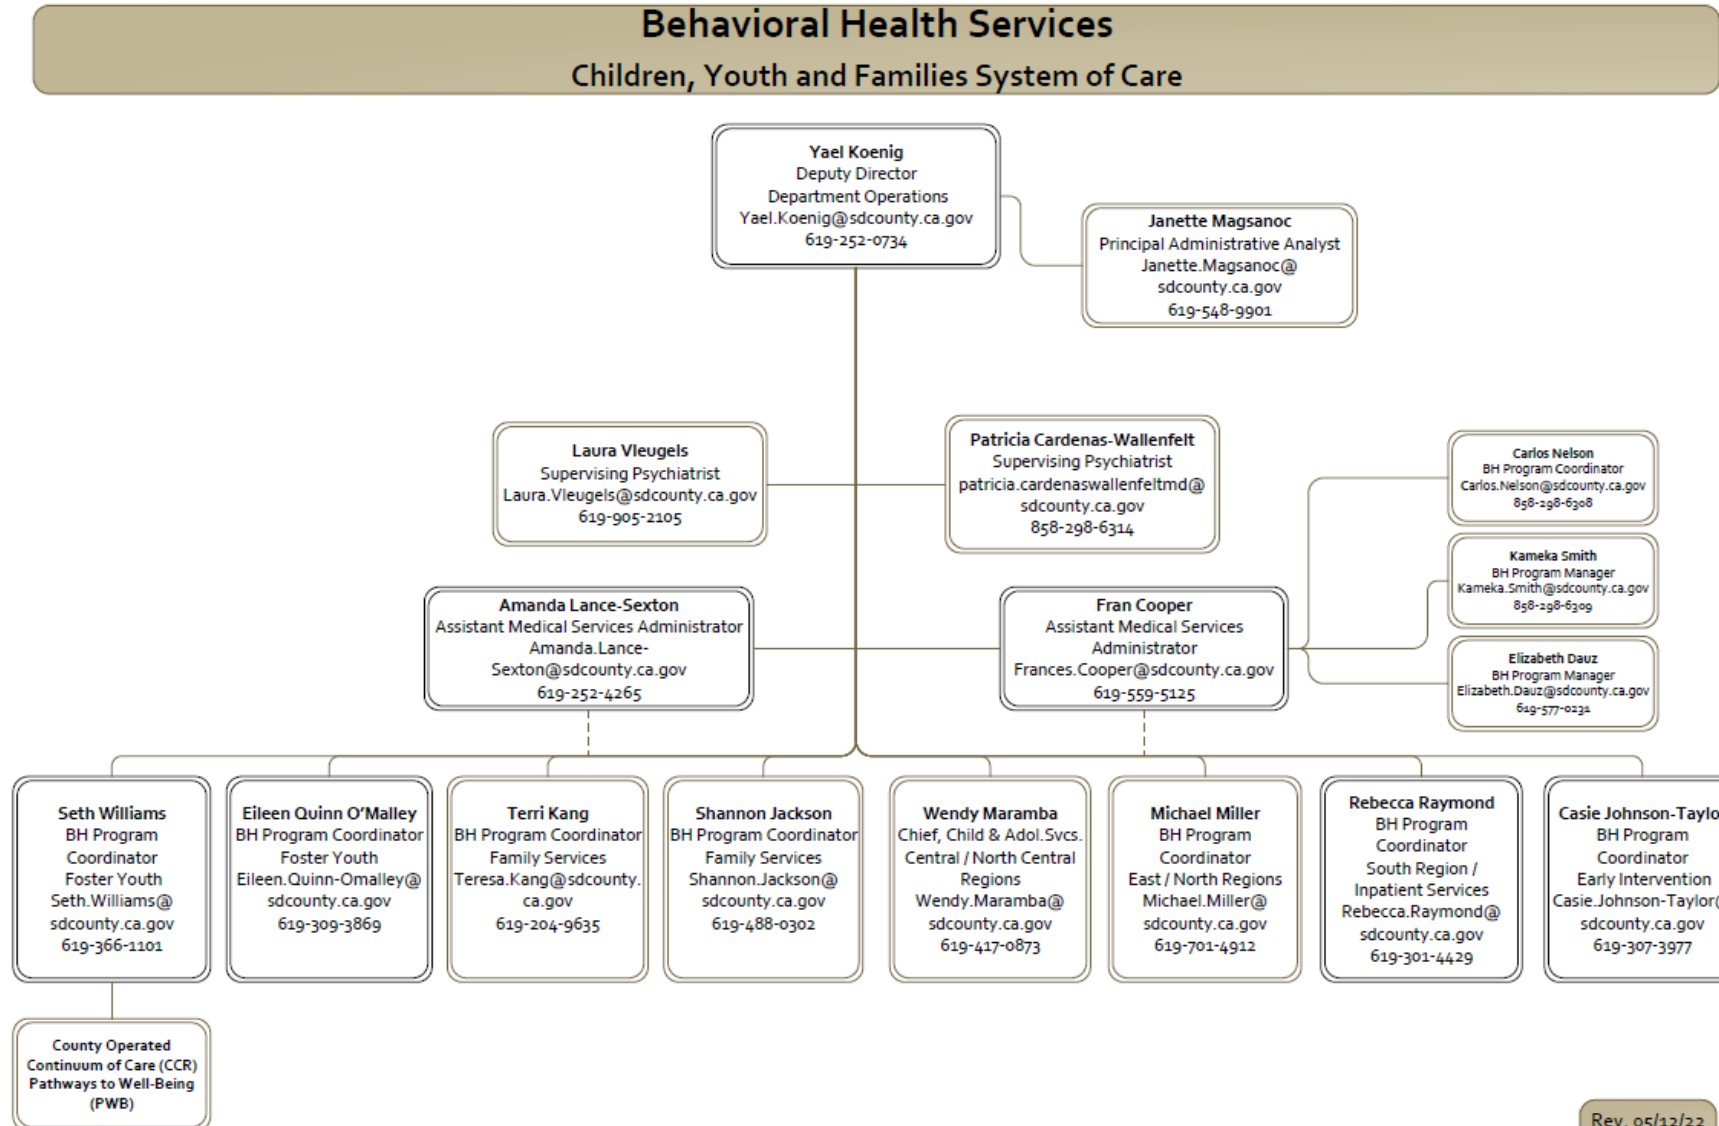 Behavioral Health Services
Children, Youth and Families System of Care
Yael Koenig
Deputy Director
Department Operations
Yael.Koenig@sdcounty.ca.gov
619-252-0734
Janette Magsanoc
Principal Administrative Analyst
Janette.Magsanoc@
sdcounty.ca.gov
619-548-9901
Laura Vleugels
Supervising Psychiatrist
Laura.Vleugels@sdcounty.ca.gov
619-905-2105
Patricia Cardenas-Wallenfelt
Supervising Psychiatrist
patricia.cardenaswallenfeltmd@
sdcounty.ca.gov
858-298-6314
Carlos Nelson
BH Program Coordinator
Carlos.Nelson@sdcounty.ca.gov
858-298-6308
Kameka Smith
BH Program Manager
Kameka.Smith@sdcounty.ca.gov
858-298-6309
Elizabeth Dauz
BH Program Manager
Elizabeth.Dauz@sdcounty.ca.gov
619-577-0231
Amanda Lance-Sexton
Assistant Medical Services Administrator
Amanda.Lance-
Sexton@sdcounty.ca.gov
619-252-4265
Fran Cooper
Assistant Medical Services
Administrator
Frances.Cooper@sdcounty.ca.gov
619-559-5125
Seth Williams
BH Program
Coordinator
Foster Youth
Seth.Williams@
sdcounty.ca.gov
619-366-1101
Eileen Quinn O’Malley
BH Program Coordinator
Foster Youth
Eileen.Quinn-Omalley@
sdcounty.ca.gov
619-309-3869
Terri Kang
BH Program Coordinator
Family Services
Teresa.Kang@sdcounty.
ca.gov
619-204-9635
Shannon Jackson
BH Program Coordinator
Family Services
Shannon.Jackson@
sdcounty.ca.gov
619-488-0302
Wendy Maramba
Chief, Child & Adol.Svcs.
Central / North Central
Regions
Wendy.Maramba@
sdcounty.ca.gov
619-417-0873
Michael Miller
BH Program
Coordinator
East / North Regions
Michael.Miller@
sdcounty.ca.gov
619-701-4912
Rebecca Raymond
BH Program
Coordinator
South Region /
Inpatient Services
Rebecca.Raymond@
sdcounty.ca.gov
619-301-4429
Casie Johnson-Taylo
BH Program
Coordinator
Early Intervention
Casie.Johnson-Taylor@
sdcounty.ca.gov
619-307-3977
County Operated
Continuum of Care (CCR)
Pathways to Well-Being
(PWB)
Rev. 05/12/22